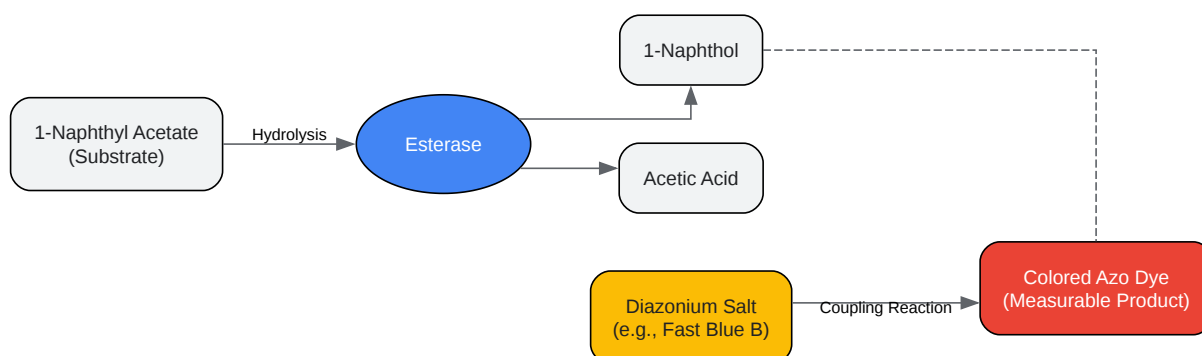 1-Naphthol
1-Naphthyl Acetate
(Substrate)
Hydrolysis
Esterase
Acetic Acid
Diazonium Salt
(e.g., Fast Blue B)
Coupling Reaction
Colored Azo Dye
(Measurable Product)